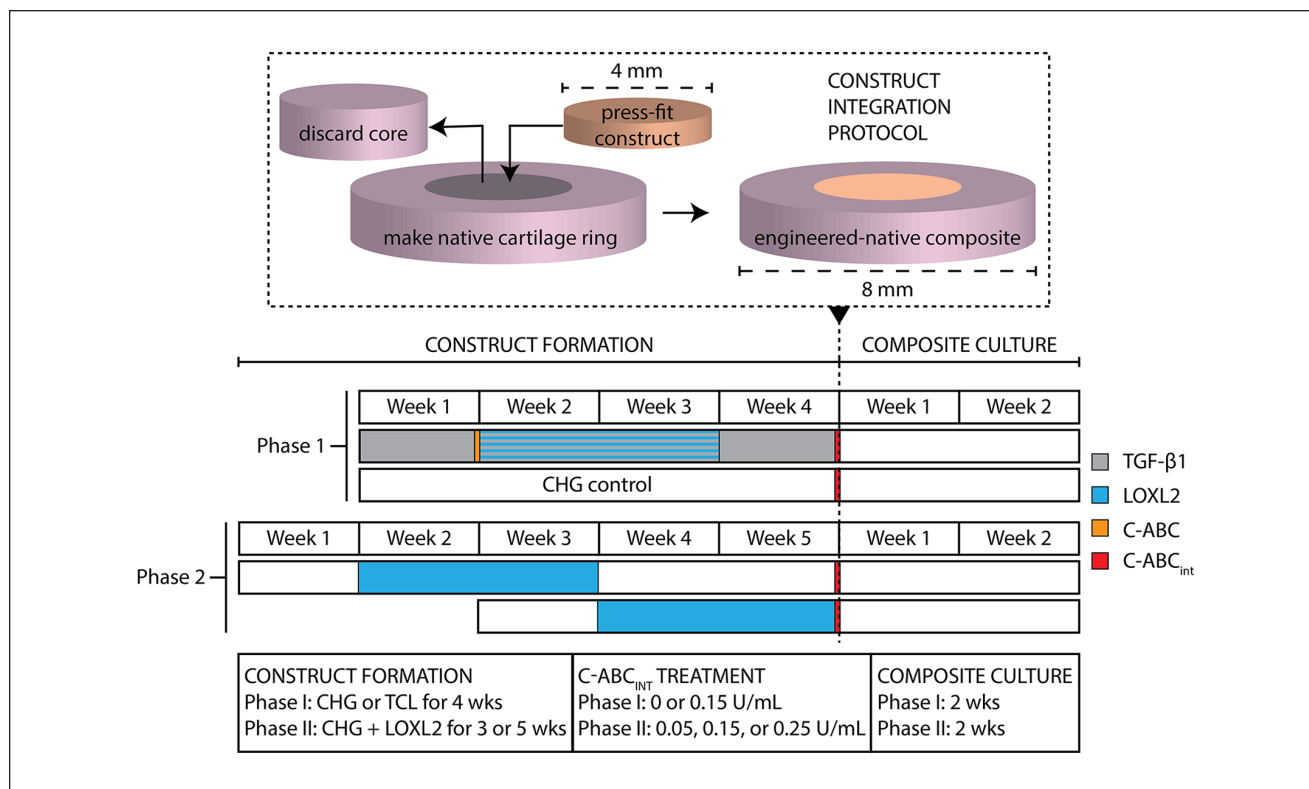 4 mm
CONSTRUCT
INTEGRATION
PROTOCOL
discard core
press-fit
construct
make native cartilage ring
engineered-native composite
8 mm
CONSTRUCT FORMATION
COMPOSITE CULTURE
Phase 1
Week 1
Week 2
Week 3
Week 4
Week 1
Week 2
CHG control
TGF-β1
LOXL2
C-ABC
C-ABCint
Phase 2
Week 1
Week 2
Week 3
Week 4
Week 5
Week 1
Week 2
CONSTRUCT FORMATION
Phase I: CHG or TCL for 4 wks
Phase II: CHG + LOXL2 for 3 or 5 wks
C-ABCINT TREATMENT
Phase I: 0 or 0.15 U/mL
Phase II: 0.05, 0.15, or 0.25 U/mL
COMPOSITE CULTURE
Phase I: 2 wks
Phase II: 2 wks